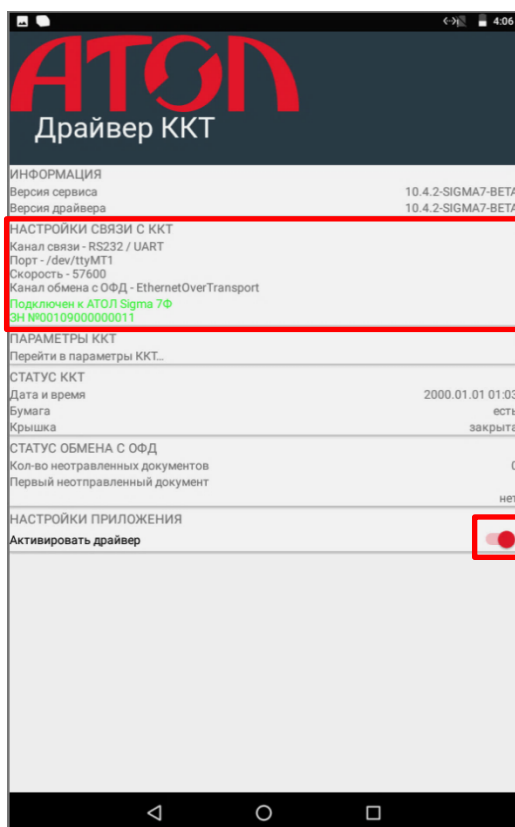 4:06
АТОЛ
Драйвер ККТ
ИНФОРМАЦИЯ
Версия сервиса 10.4.2-SIGMA7-BETA
Версия драйвера 10.4.2-SIGMA7-BETA
НАСТРОЙКИ СВЯЗИ С ККТ
Канал связи - RS232 / UART
Порт - /dev/ttyMT1
Скорость - 57600
Канал обмена с ОФД - EthernetOverTransport
Подключен к АТОЛ Sigma 7Ф
ЗН №00109000000011
ПАРАМЕТРЫ ККТ
Перейти в параметры ККТ...
СТАТУС ККТ
Дата и время 2000.01.01 01:03
Бумага есть
Крышка закрыта
СТАТУС ОБМЕНА С ОФД
Кол-во неотравленных документов 0
Первый неотправленный документ
нет
НАСТРОЙКИ ПРИЛОЖЕНИЯ
Активировать драйвер